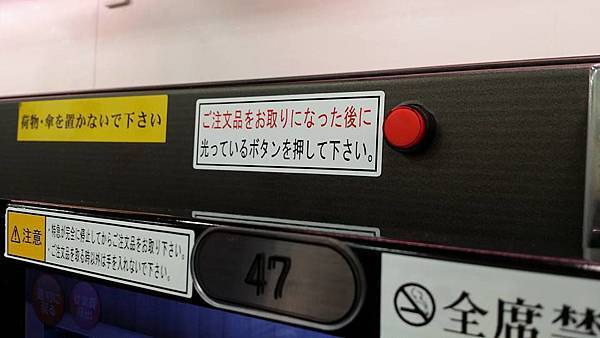 荷物・傘を置かないで下さい
ご注文品をお取りになった後に
光っているボタンを押して下さい。
注意
・特急が完全に停止してからご注文品をお取り下さい。
・ご注文品を取る時以外は手を入れないで下さい。
47
全席禁